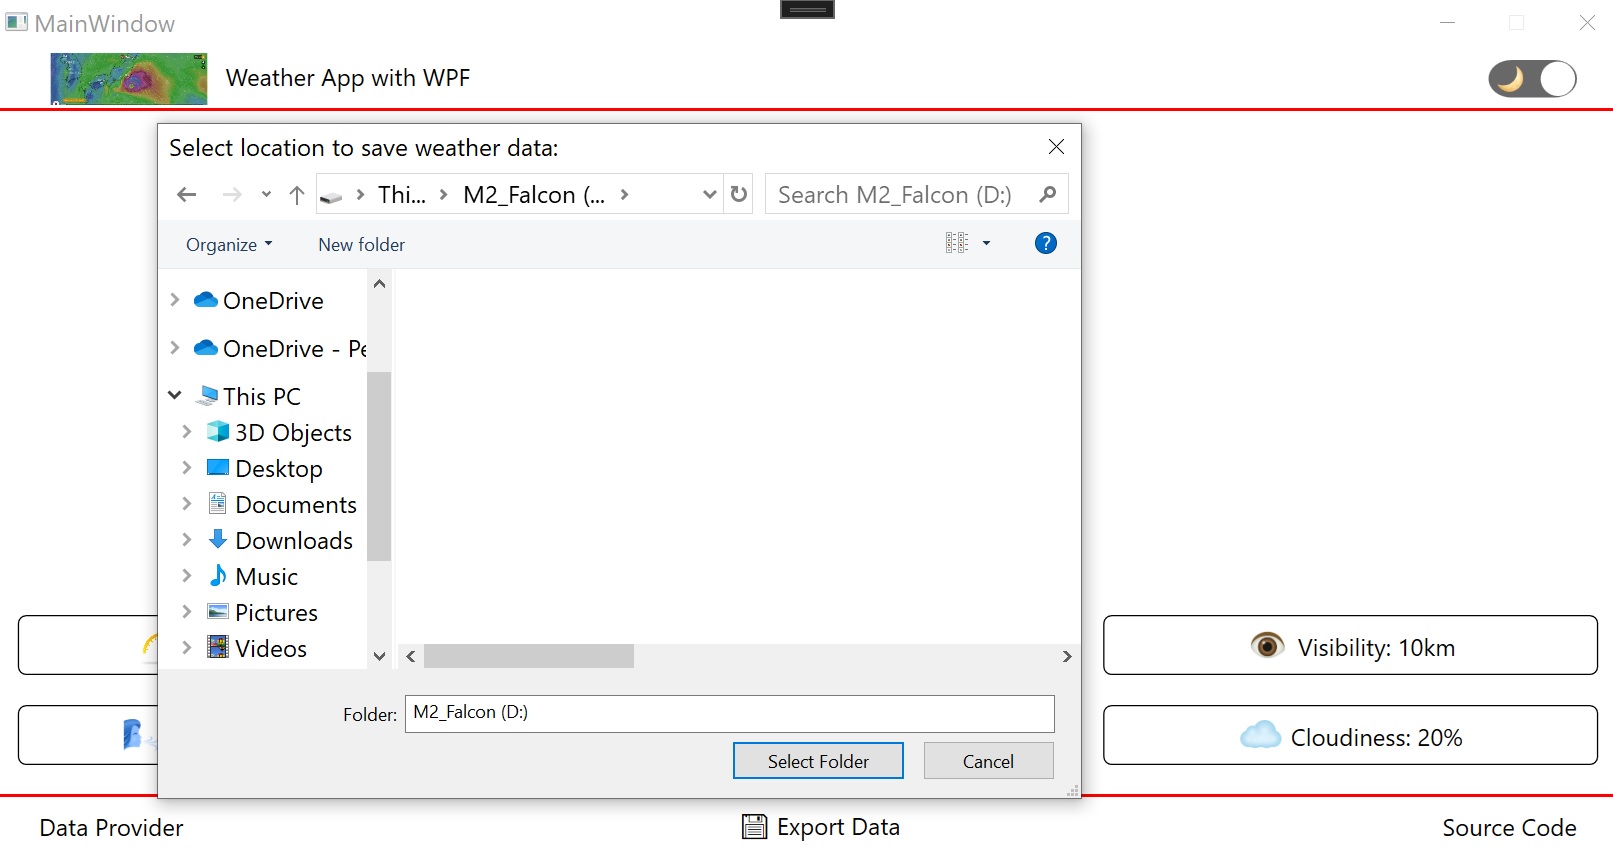 MainWindow
Weather App with WPF
Select location to save weather data:
Thi... M2_Falcon (... Search M2_Falcon (D:)
Organize New folder
OneDrive
OneDrive - Pe
This PC
3D Objects
Desktop
Documents
Downloads
Music
Pictures
Videos
Folder: M2_Falcon (D:)
Select Folder Cancel
Visibility: 10km
Cloudiness: 20%
Data Provider Export Data Source Code